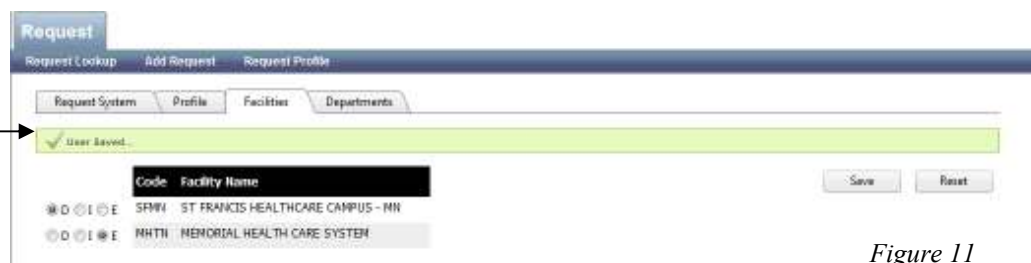 Request
Request Lookup Add Request Request Profile
Request System Profile Facilities Departments
User Saved...
Code Facility Name Save Reset
D I E SFMN ST FRANCIS HEALTHCARE CAMPUS - MN
D I E MHTN MEMORIAL HEALTH CARE SYSTEM
Figure 11